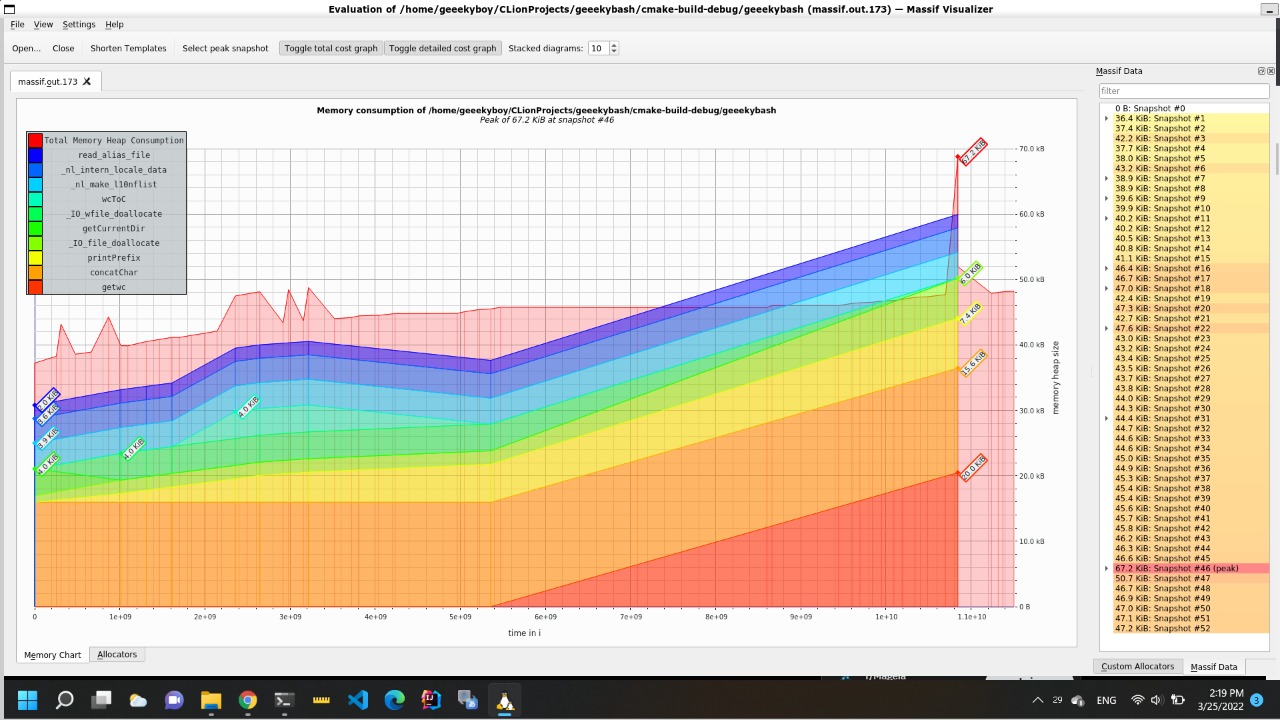 Evaluation of /home/geeekyboy/CLionProjects/geeekybash/cmake-build-debug/geeekybash (massif.out.173) — Massif Visualizer
File View Settings Help
Open... Close Shorten Templates Select peak snapshot Toggle total cost graph Toggle detailed cost graph Stacked diagrams: 10
massif.out.173
Memory consumption of /home/geeekyboy/CLionProjects/geeekybash/cmake-build-debug/geeekybash
Peak of 67.2 KiB at snapshot #46
Total Memory Heap Consumption
read_alias_file
_nl_intern_locale_data
_nl_make_l10nflist
wcToC
_IO_wfile_doallocate
getCurrentDir
_IO_file_doallocate
printPrefix
concatChar
getwc
67.2 KiB
6.0 KiB
7.4 KiB
15.6 KiB
20.0 KiB
3.6 KiB
3.9 KiB
4.0 KiB
4.0 KiB
4.0 KiB
70.0 kB
60.0 kB
50.0 kB
40.0 kB
30.0 kB
20.0 kB
10.0 kB
0 B
memory heap size
0 1e+09 2e+09 3e+09 4e+09 5e+09 6e+09 7e+09 8e+09 9e+09 1e+10 1.1e+10
time in i
Memory Chart Allocators
Massif Data
filter
0 B: Snapshot #0
36.4 KiB: Snapshot #1
37.4 KiB: Snapshot #2
42.2 KiB: Snapshot #3
37.7 KiB: Snapshot #4
38.0 KiB: Snapshot #5
43.2 KiB: Snapshot #6
38.9 KiB: Snapshot #7
38.9 KiB: Snapshot #8
39.6 KiB: Snapshot #9
39.9 KiB: Snapshot #10
40.2 KiB: Snapshot #11
40.2 KiB: Snapshot #12
40.5 KiB: Snapshot #13
40.8 KiB: Snapshot #14
41.1 KiB: Snapshot #15
46.4 KiB: Snapshot #16
46.7 KiB: Snapshot #17
47.0 KiB: Snapshot #18
42.4 KiB: Snapshot #19
47.3 KiB: Snapshot #20
42.7 KiB: Snapshot #21
47.6 KiB: Snapshot #22
43.0 KiB: Snapshot #23
43.2 KiB: Snapshot #24
43.4 KiB: Snapshot #25
43.5 KiB: Snapshot #26
43.7 KiB: Snapshot #27
43.8 KiB: Snapshot #28
44.0 KiB: Snapshot #29
44.3 KiB: Snapshot #30
44.4 KiB: Snapshot #31
44.7 KiB: Snapshot #32
44.6 KiB: Snapshot #33
44.6 KiB: Snapshot #34
45.0 KiB: Snapshot #35
44.9 KiB: Snapshot #36
45.3 KiB: Snapshot #37
45.4 KiB: Snapshot #38
45.4 KiB: Snapshot #39
45.6 KiB: Snapshot #40
45.7 KiB: Snapshot #41
45.8 KiB: Snapshot #42
46.2 KiB: Snapshot #43
46.3 KiB: Snapshot #44
46.6 KiB: Snapshot #45
67.2 KiB: Snapshot #46 (peak)
50.7 KiB: Snapshot #47
46.7 KiB: Snapshot #48
46.9 KiB: Snapshot #49
47.0 KiB: Snapshot #50
47.1 KiB: Snapshot #51
47.2 KiB: Snapshot #52
Custom Allocators Massif Data
29 ENG 2:19 PM
3/25/2022 3